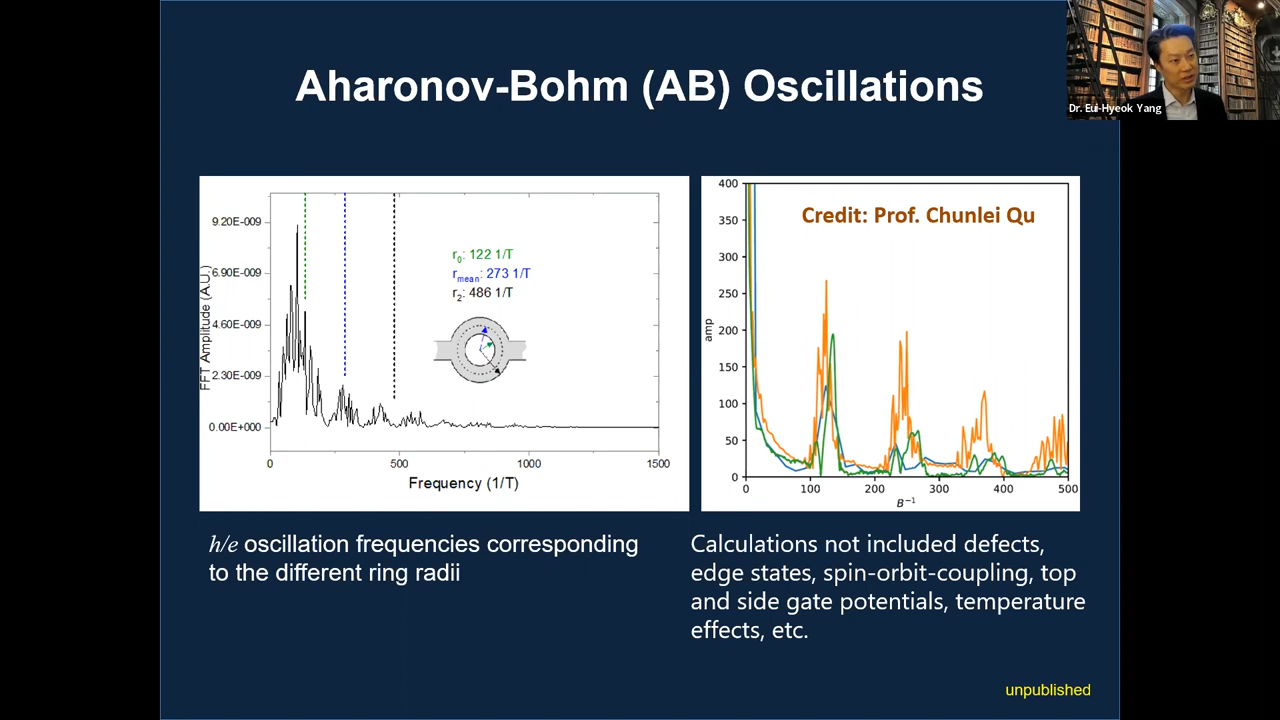 Aharonov-Bohm (AB) Oscillations
Dr. Eui-Hyeok Yang
9.20E-009
6.90E-009
4.60E-009
2.30E-009
0.00E+000
FFT Amplitude (A.U.)
r0: 122 1/T
rmean: 273 1/T
r2: 486 1/T
0 500 1000 1500
Frequency (1/T)
Credit: Prof. Chunlei Qu
400
350
300
250
200
150
100
50
0
amp
0 100 200 300 400 500
B⁻¹
h/e oscillation frequencies corresponding
to the different ring radii
Calculations not included defects,
edge states, spin-orbit-coupling, top
and side gate potentials, temperature
effects, etc.
unpublished